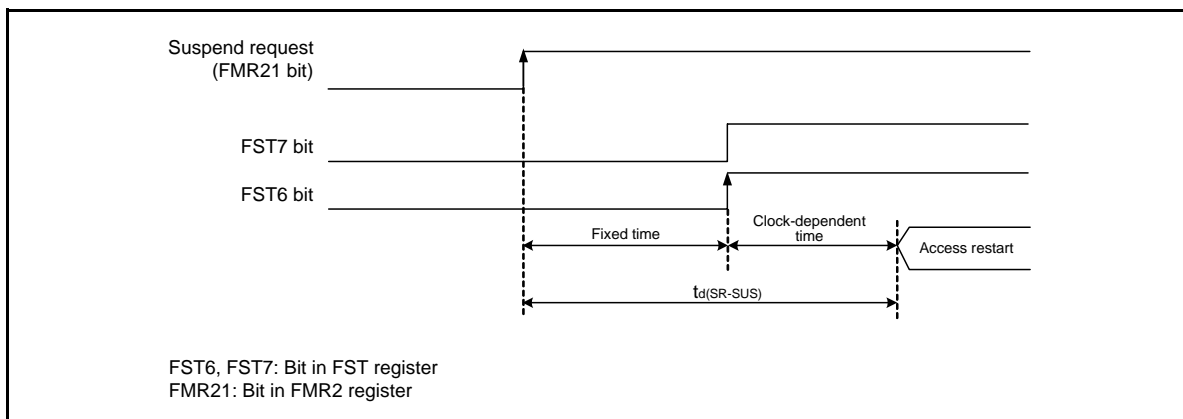 Suspend request
(FMR21 bit)
FST7 bit
FST6 bit
Fixed time
Clock-dependent
time
Access restart
td(SR-SUS)
FST6, FST7: Bit in FST register
FMR21: Bit in FMR2 register